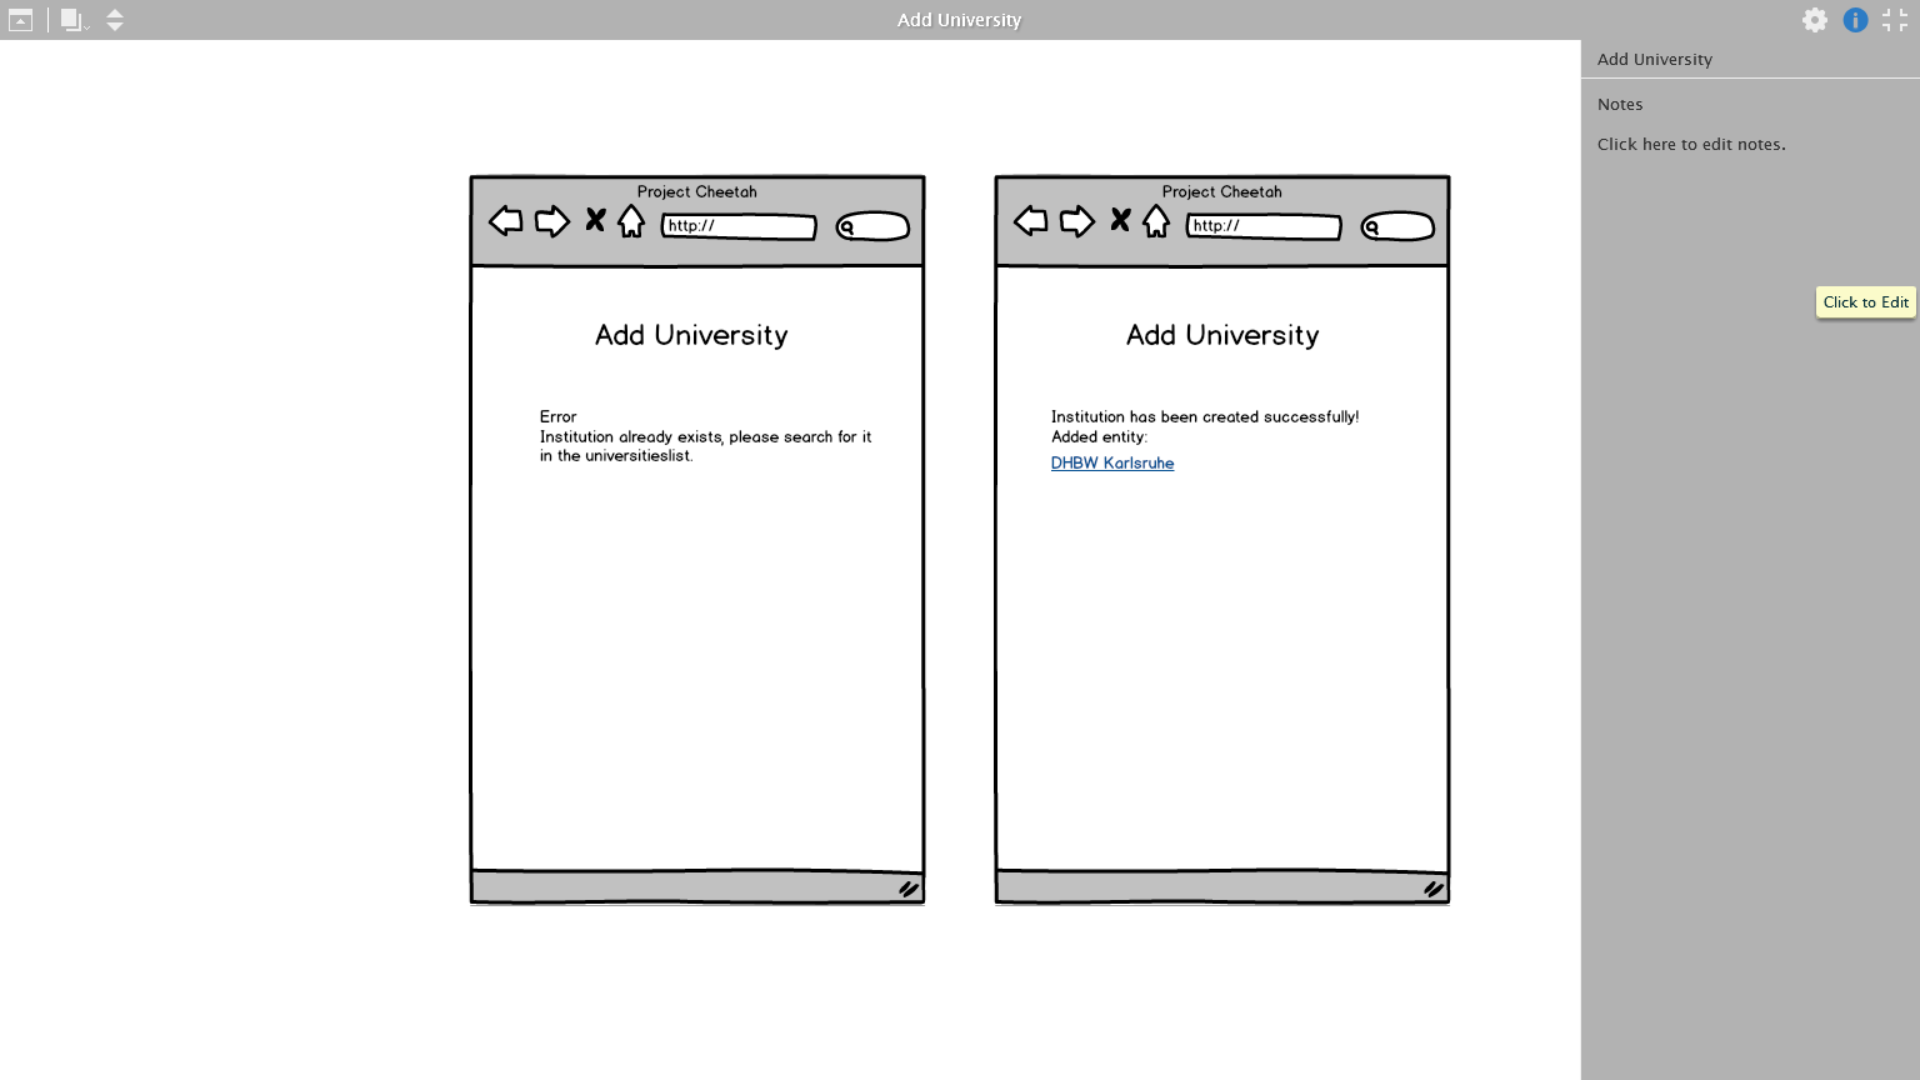 Add University
Add University
Notes
Click here to edit notes.
Click to Edit
Project Cheetah
http://
Add University
Error
Institution already exists, please search for it
in the universitieslist.
Project Cheetah
http://
Add University
Institution has been created successfully!
Added entity:
DHBW Karlsruhe